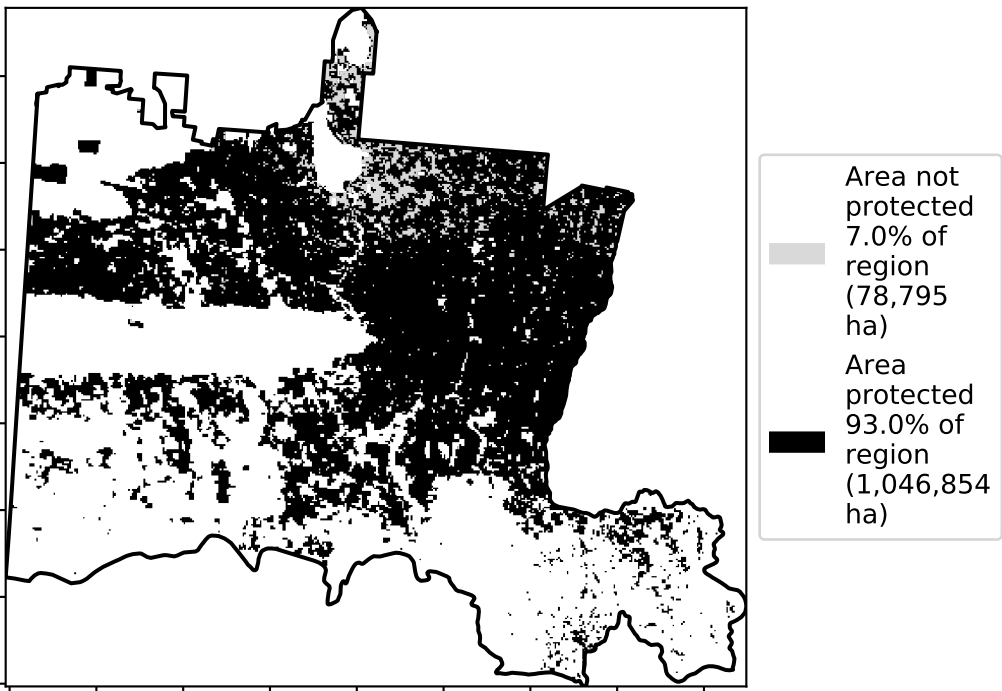 Area not
protected
7.0% of
region
(78,795
ha)
Area
protected
93.0% of
region
(1,046,854
ha)